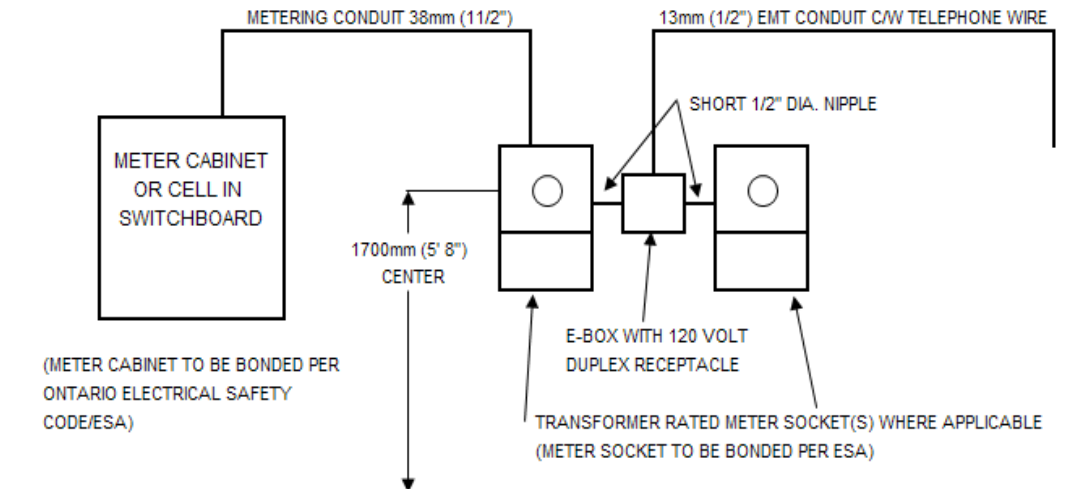 METERING CONDUIT 38mm (11/2")
13mm (1/2") EMT CONDUIT C/W TELEPHONE WIRE
SHORT 1/2" DIA. NIPPLE
METER CABINET
OR CELL IN
SWITCHBOARD
1700mm (5' 8")
CENTER
E-BOX WITH 120 VOLT
DUPLEX RECEPTACLE
(METER CABINET TO BE BONDED PER
ONTARIO ELECTRICAL SAFETY
CODE/ESA)
TRANSFORMER RATED METER SOCKET(S) WHERE APPLICABLE
(METER SOCKET TO BE BONDED PER ESA)